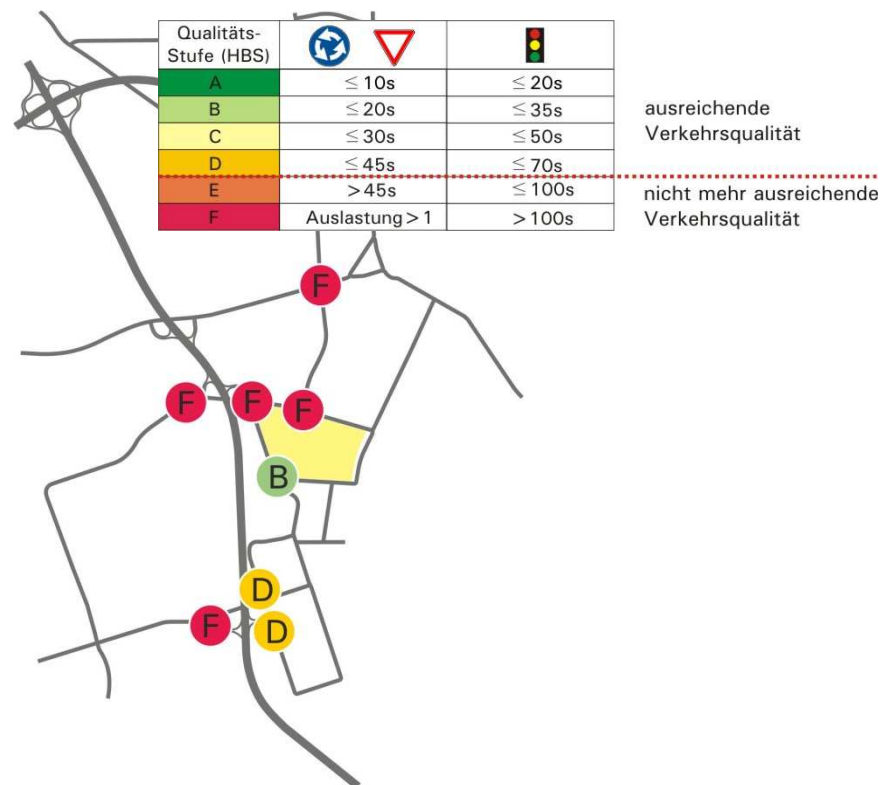 Qualitäts-
Stufe (HBS)
A ≤10s ≤20s
B ≤20s ≤35s
C ≤30s ≤50s
D ≤45s ≤70s
E >45s ≤100s
F Auslastung>1 >100s
ausreichende
Verkehrsqualität
nicht mehr ausreichende
Verkehrsqualität
F
F
F
F
B
D
F
D